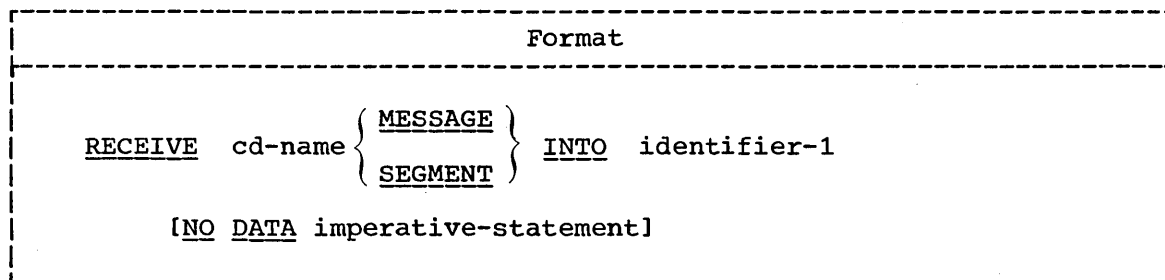 Format
MESSAGE
RECEIVE cd-name { } INTO identifier-1
SEGMENT
[NO DATA imperative-statement]